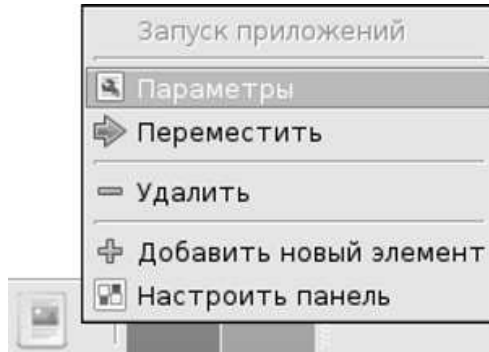 Запуск приложений
Параметры
Переместить
Удалить
Добавить новый элемент
Настроить панель